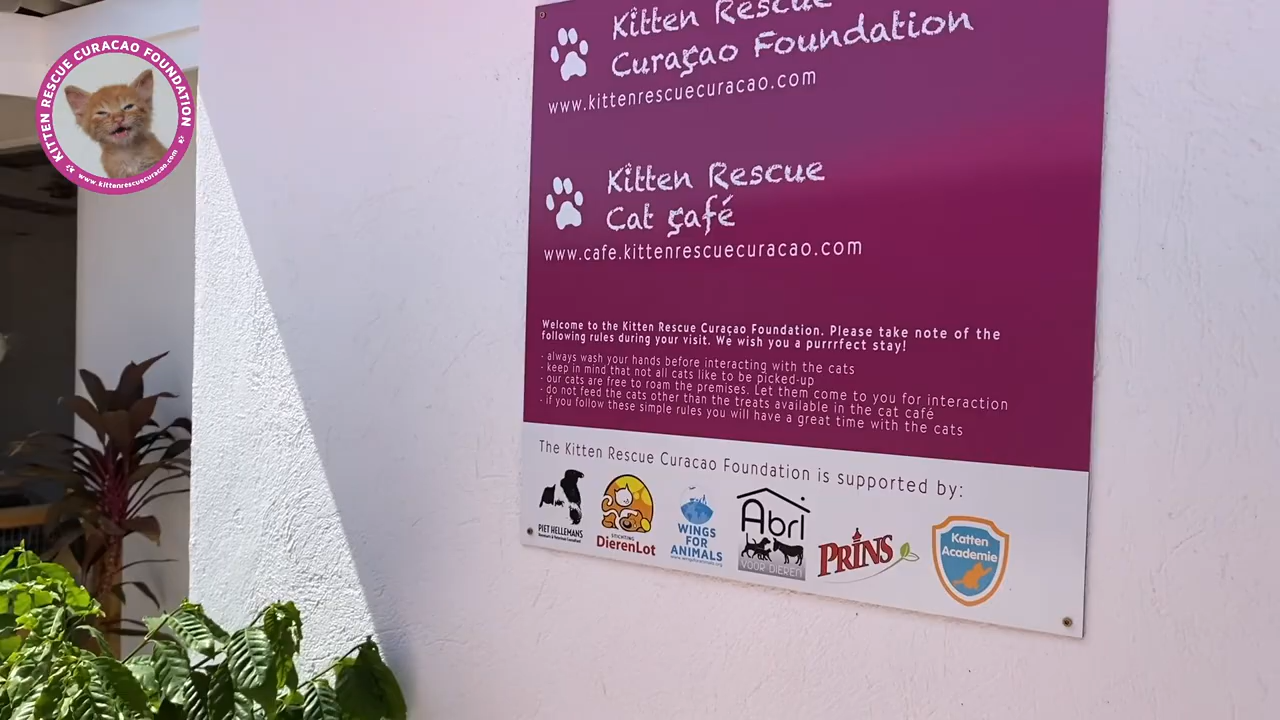 KITTEN RESCUE CURACAO FOUNDATION
www.kittenrescuecuracao.com
Kitten Rescue
Curaçao Foundation
www.kittenrescuecuracao.com
Kitten Rescue
Cat çafé
www.cafe.kittenrescuecuracao.com
Welcome to the Kitten Rescue Curaçao Foundation. Please take note of the
following rules during your visit. We wish you a purrrfect stay!
- always wash your hands before interacting with the cats
- keep in mind that not all cats like to be picked-up
- our cats are free to roam the premises. Let them come to you for interaction
- do not feed the cats other than the treats available in the cat café
- if you follow these simple rules you will have a great time with the cats
The Kitten Rescue Curacao Foundation is supported by:
PIET HELLEMANS
STICHTING
DierenLot
WINGS
FOR
ANIMALS
www.wingsforanimals.org
Abri
VOOR DIEREN
PRINS
Katten
Academie